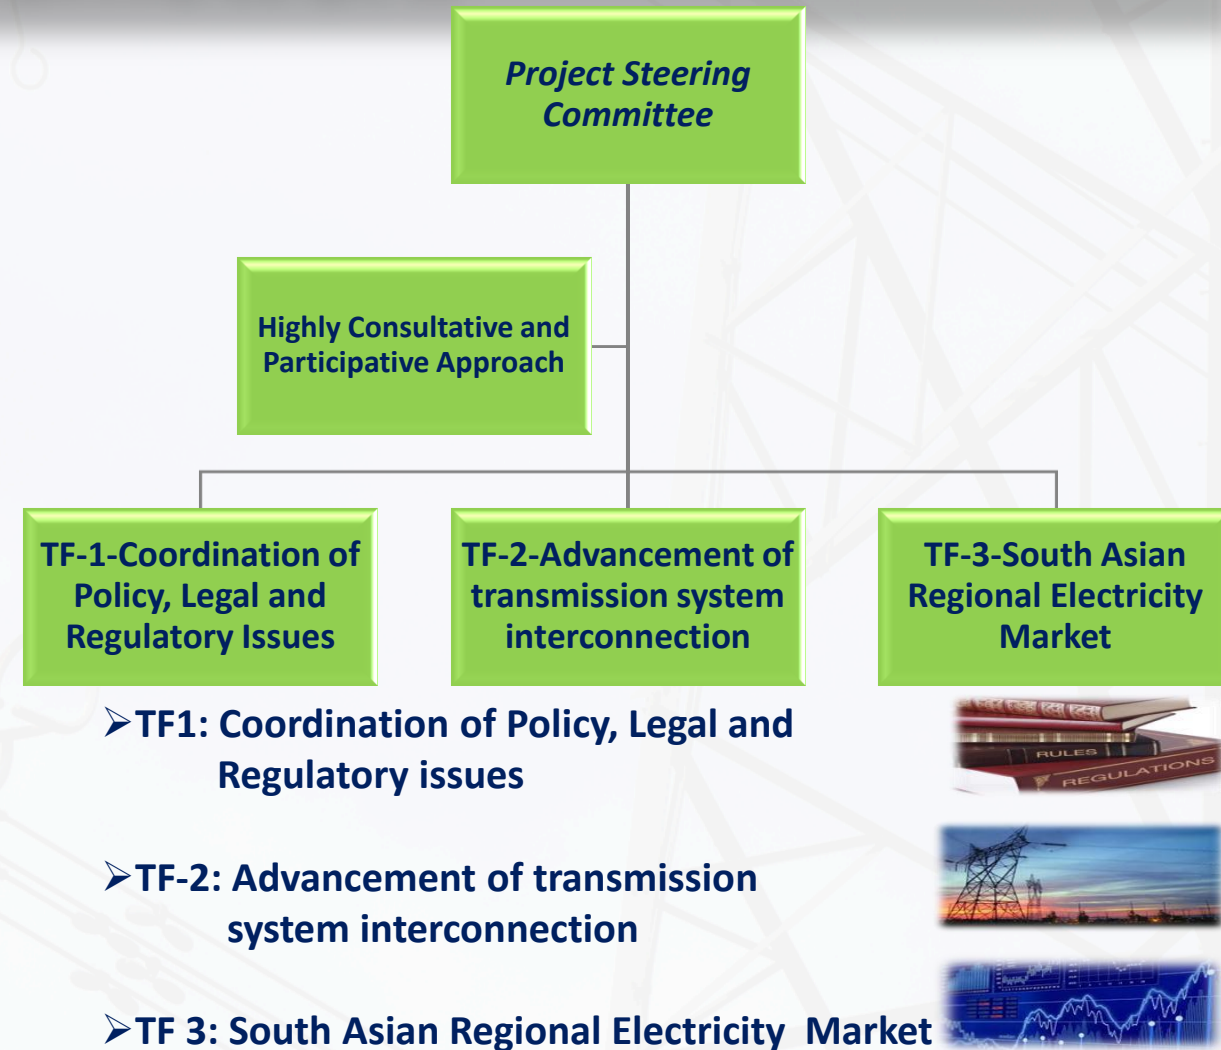 Project Steering
Committee
Highly Consultative and
Participative Approach
TF-1-Coordination of
Policy, Legal and
Regulatory Issues
TF-2-Advancement of
transmission system
interconnection
TF-3-South Asian
Regional Electricity
Market
➢TF1: Coordination of Policy, Legal and
Regulatory issues
RULES
REGULATIONS
➢TF-2: Advancement of transmission
system interconnection
➢TF 3: South Asian Regional Electricity Market